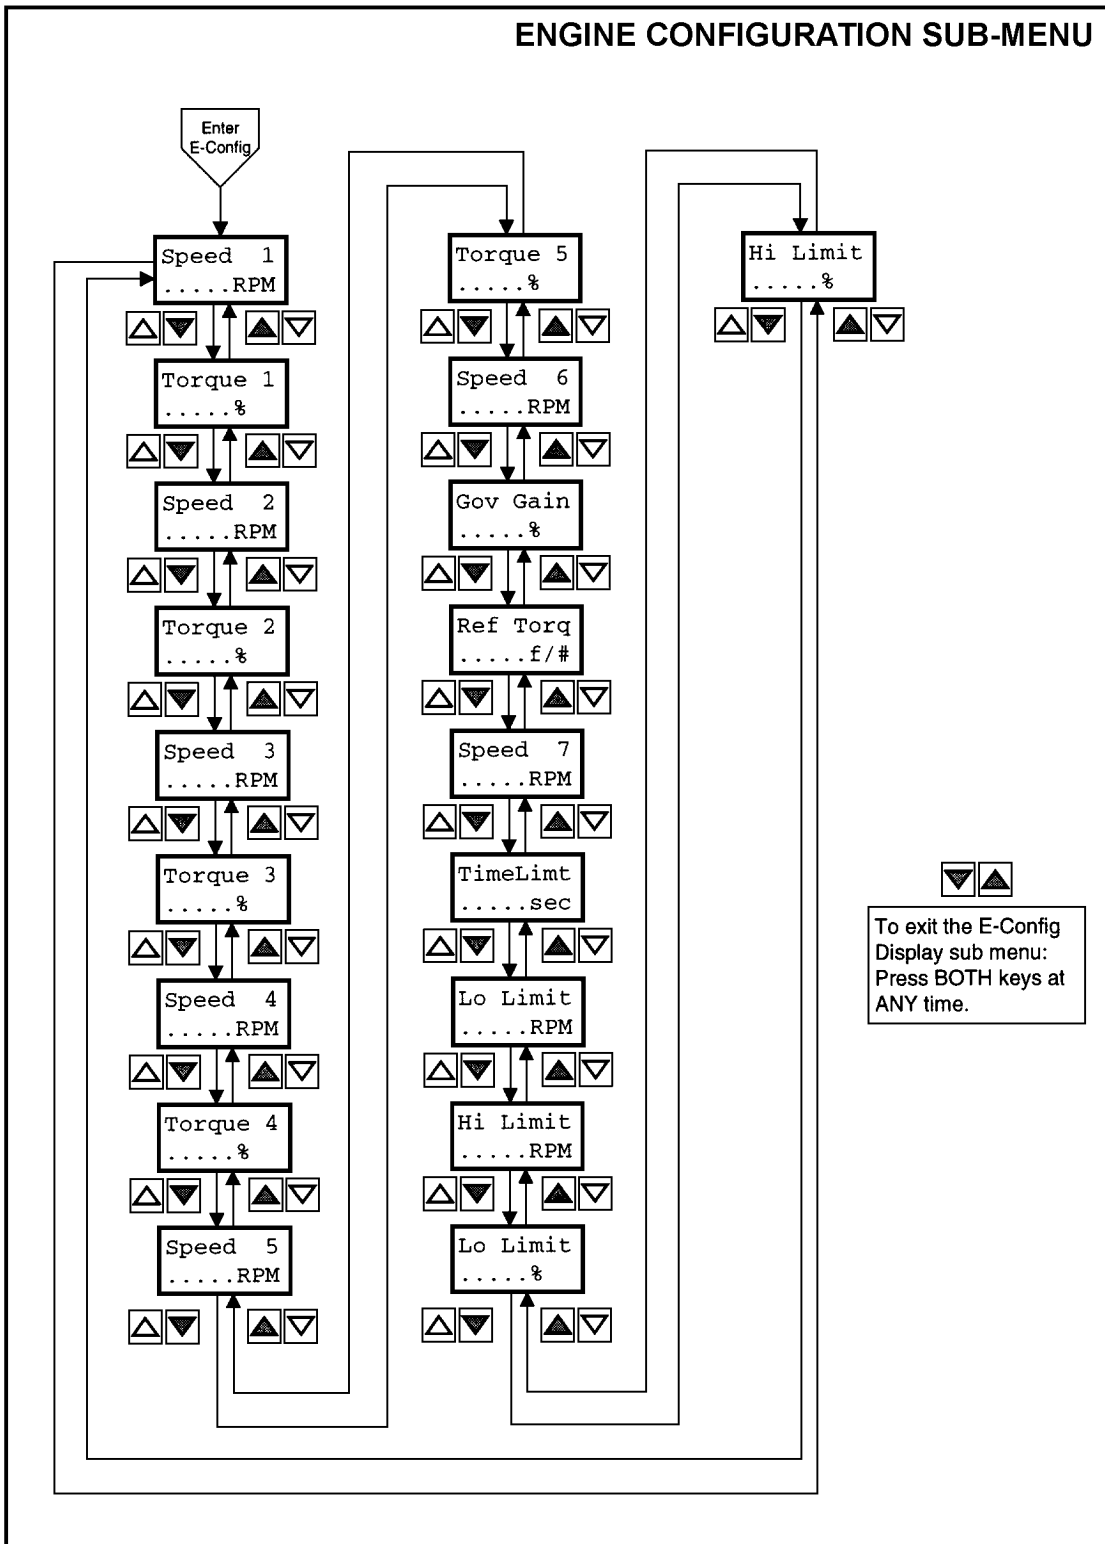 ENGINE CONFIGURATION SUB-MENU
Enter
E-Config
Speed 1
.....RPM
Torque 1
.....%
Speed 2
.....RPM
Torque 2
.....%
Speed 3
.....RPM
Torque 3
.....%
Speed 4
.....RPM
Torque 4
.....%
Speed 5
.....RPM
Torque 5
.....%
Speed 6
.....RPM
Gov Gain
.....%
Ref Torq
.....f/#
Speed 7
.....RPM
TimeLimt
.....sec
Lo Limit
.....RPM
Hi Limit
.....RPM
Lo Limit
.....%
Hi Limit
.....%
To exit the E-Config
Display sub menu:
Press BOTH keys at
ANY time.